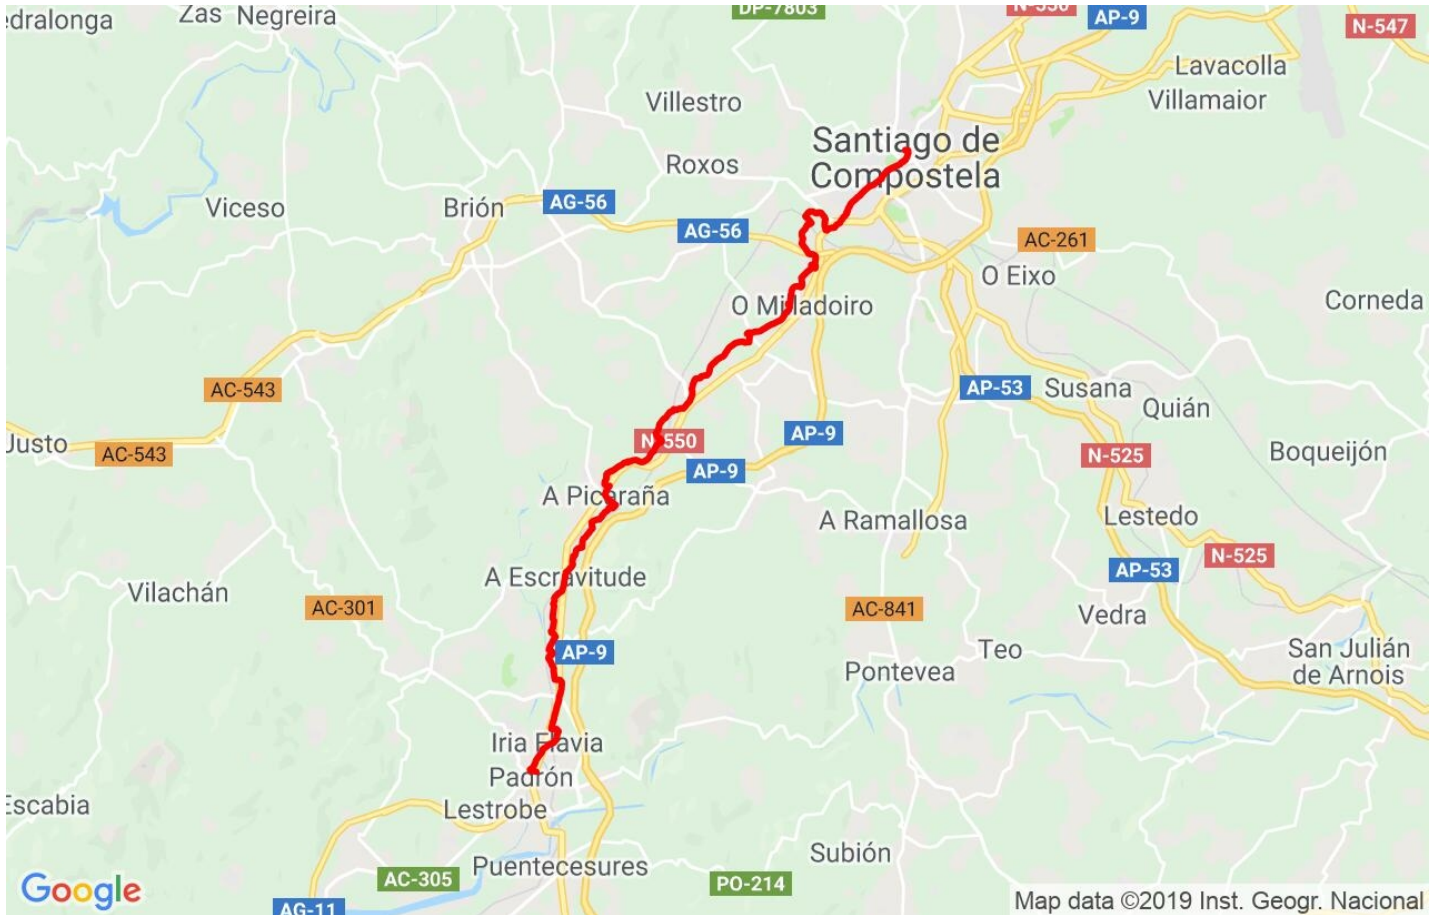 DP-7803
N-550
AP-9
edralonga
Zas Negreira
N-547
Lavacolla
Villestro
Villamaior
Santiago de
Compostela
Roxos
Viceso
Brión
AG-56
AG-56
AC-261
O Eixo
O Milladoiro
Corneda
AC-543
AP-53
Susana
Quián
Justo
AC-543
N-550
AP-9
N-525
Boqueijón
AP-9
A Picaraña
A Ramallosa
Lestedo
N-525
A Escravitude
AP-53
Vilachán
AC-301
AC-841
Vedra
AP-9
Teo
San Julián
de Arnois
Pontevea
Iria Flavia
Padrón
Escabia
Lestrobe
Subión
Puentecesures
AC-305
PO-214
Google
AG-11
Map data ©2019 Inst. Geogr. Nacional